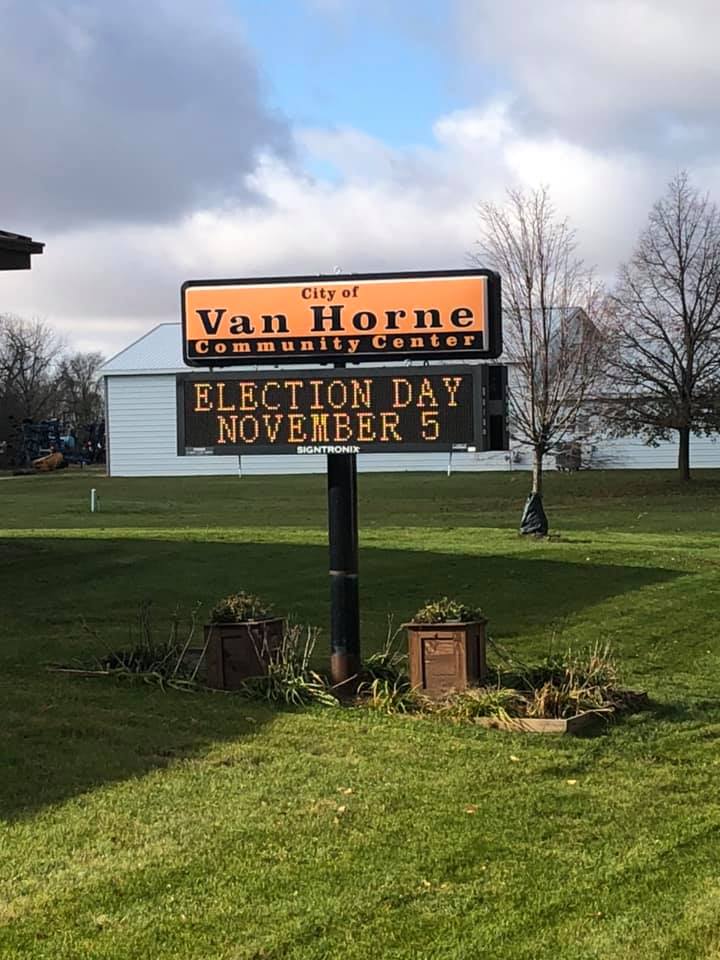 City of
Van Horne
Community Center
ELECTION DAY
NOVEMBER 5
SIGNTRONIX